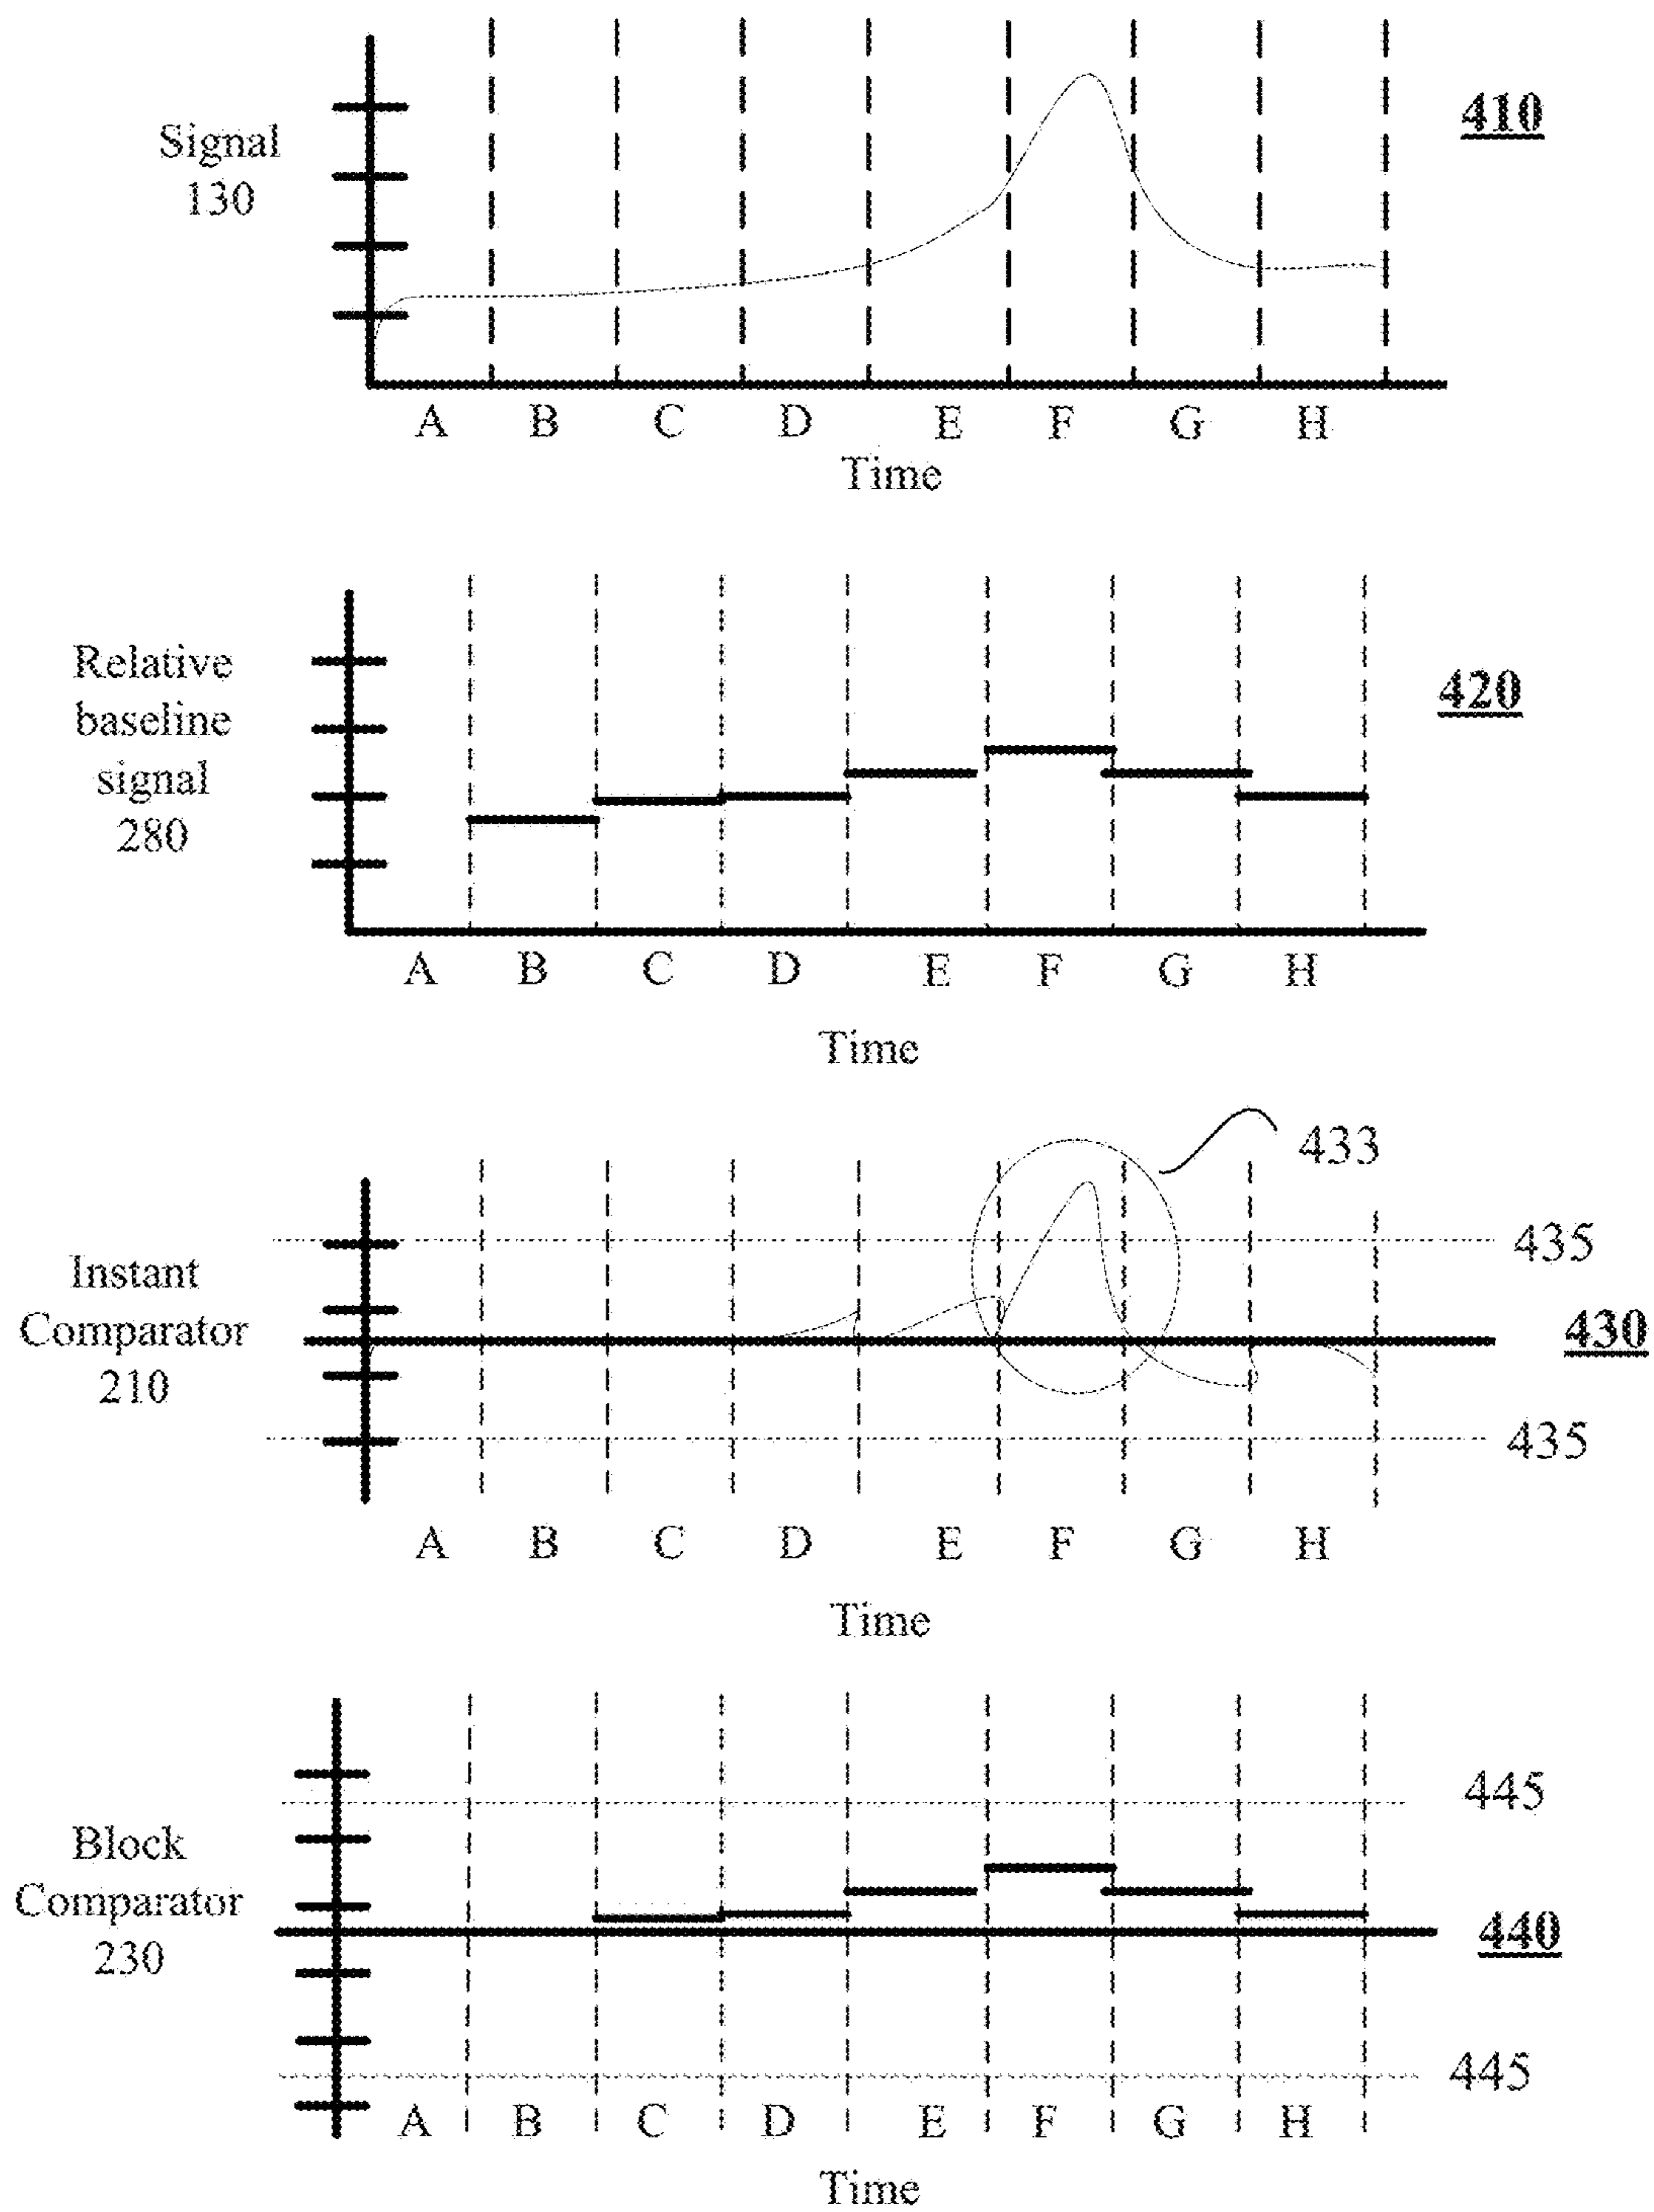 410
Signal
130
A B C D E F G H
Time
Relative
baseline
signal
280
420
A B C D E F G H
Time
433
435
Instant
Comparator
210
430
435
A B C D E F G H
Time
445
Block
Comparator
230
440
445
A B C D E F G H
Time